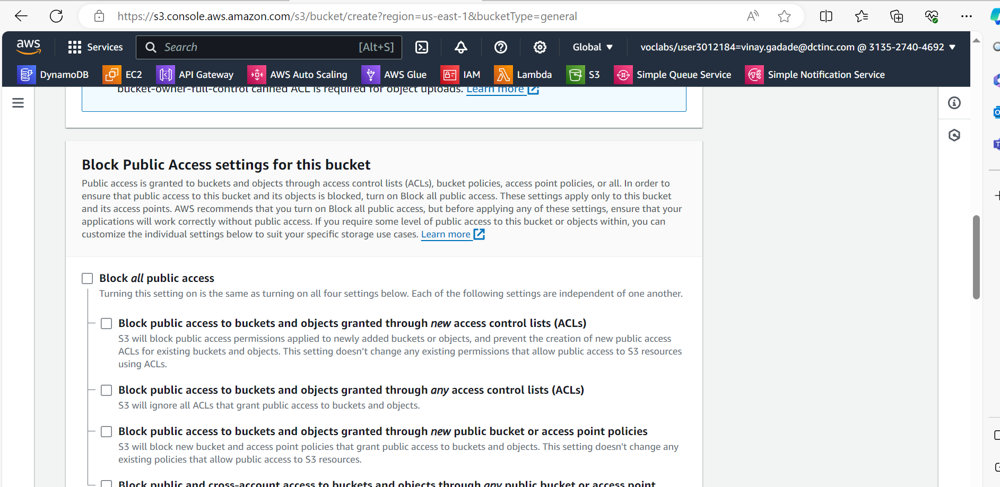 https://s3.console.aws.amazon.com/s3/bucket/create?region=us-east-1&bucketType=general
aws
Services
Search
[Alt+S]
Global
voclabs/user3012184=vinay.gadade@dctinc.com @ 3135-2740-4692
DynamoDB
EC2
API Gateway
AWS Auto Scaling
AWS Glue
IAM
Lambda
S3
Simple Queue Service
Simple Notification Service
bucket-owner-full-control canned ACL is required for object uploads. Learn more
Block Public Access settings for this bucket
Public access is granted to buckets and objects through access control lists (ACLs), bucket policies, access point policies, or all. In order to
ensure that public access to this bucket and its objects is blocked, turn on Block all public access. These settings apply only to this bucket
and its access points. AWS recommends that you turn on Block all public access, but before applying any of these settings, ensure that your
applications will work correctly without public access. If you require some level of public access to this bucket or objects within, you can
customize the individual settings below to suit your specific storage use cases. Learn more
Block all public access
Turning this setting on is the same as turning on all four settings below. Each of the following settings are independent of one another.
Block public access to buckets and objects granted through new access control lists (ACLs)
S3 will block public access permissions applied to newly added buckets or objects, and prevent the creation of new public access
ACLs for existing buckets and objects. This setting doesn’t change any existing permissions that allow public access to S3 resources
using ACLs.
Block public access to buckets and objects granted through any access control lists (ACLs)
S3 will ignore all ACLs that grant public access to buckets and objects.
Block public access to buckets and objects granted through new public bucket or access point policies
S3 will block new bucket and access point policies that grant public access to buckets and objects. This setting doesn't change any
existing policies that allow public access to S3 resources.
Block public and cross-account access to buckets and objects through any public bucket or access point